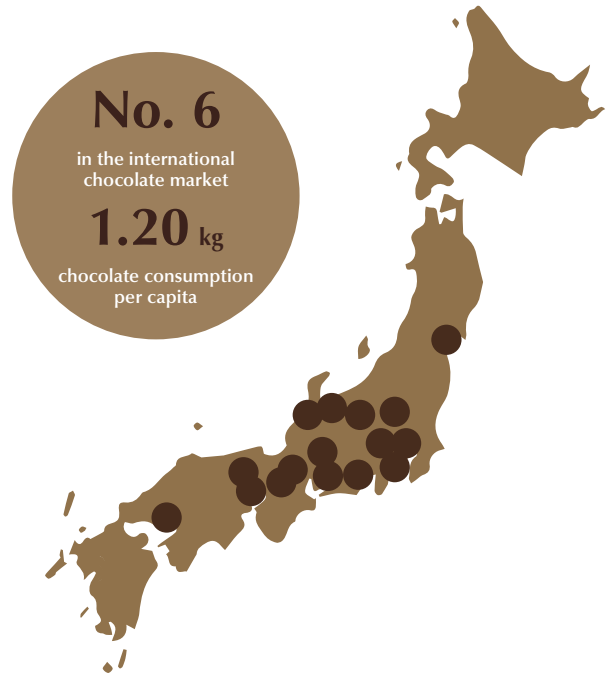 No. 6
in the international
chocolate market
1.20 kg
chocolate consumption
per capita